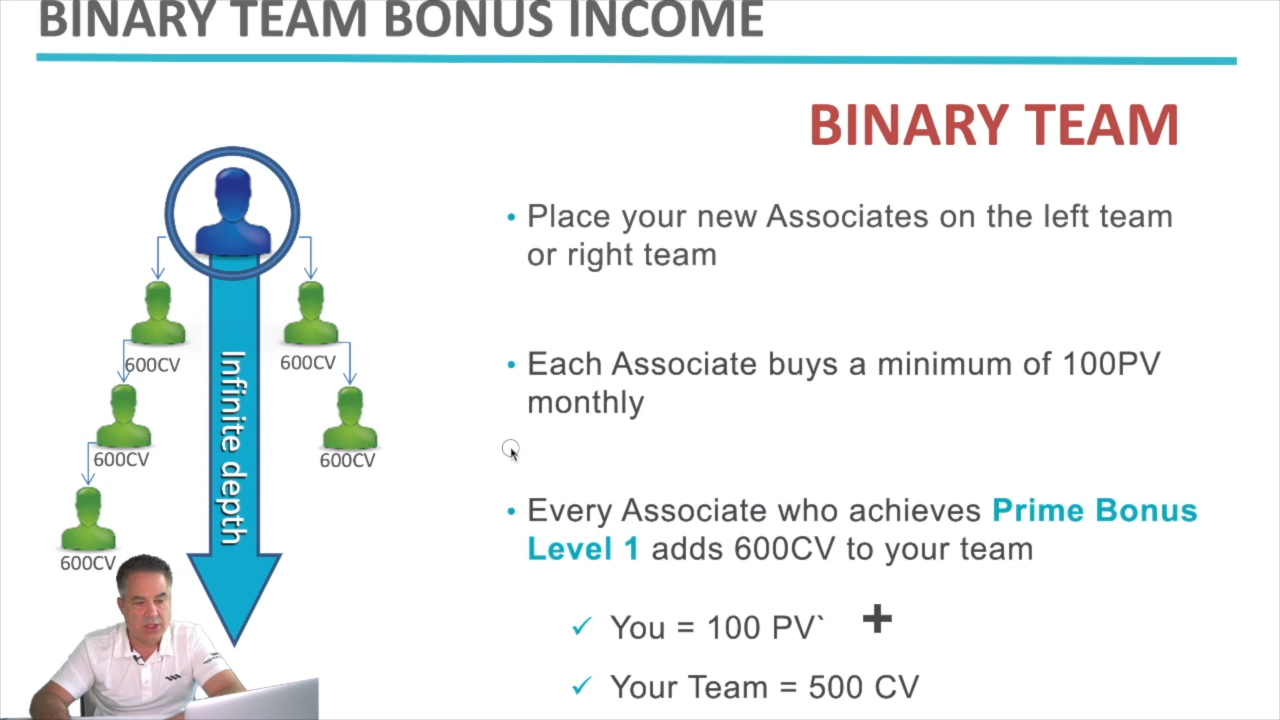 BINARY TEAM BONUS INCOME
BINARY TEAM
• Place your new Associates on the left team
or right team
• Each Associate buys a minimum of 100PV
monthly
• Every Associate who achieves Prime Bonus
Level 1 adds 600CV to your team
✓ You = 100 PV` +
✓ Your Team = 500 CV
600CV
600CV
600CV
600CV
600CV
Infinite depth